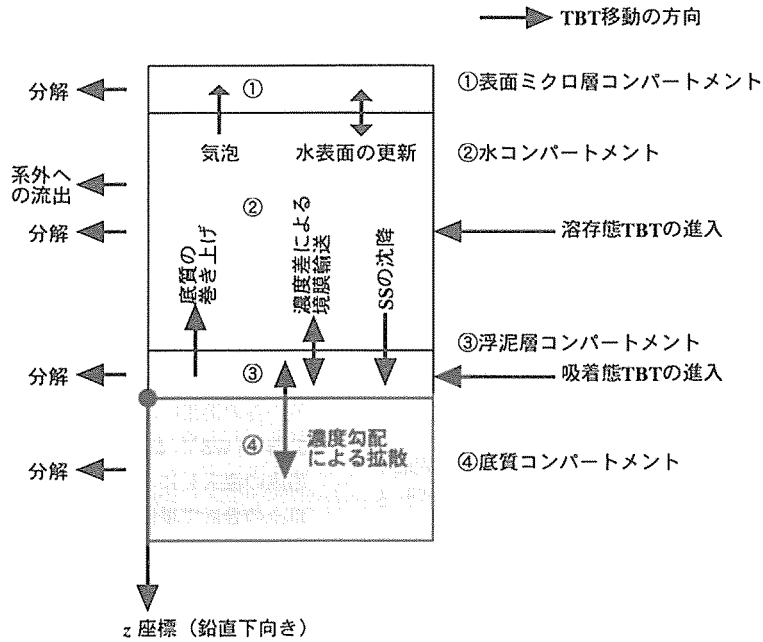 TBT移動の方向
①
①表面ミクロ層コンパートメント
分解
気泡
水表面の更新
②水コンパートメント
系外へ
の流出
②
分解
溶存態TBTの進入
底質の
巻き上げ
濃度差による
境膜輸送
SSの沈降
③浮泥層コンパートメント
分解
③
吸着態TBTの進入
④
濃度勾配
による拡散
分解
④底質コンパートメント
z 座標（鉛直下向き）